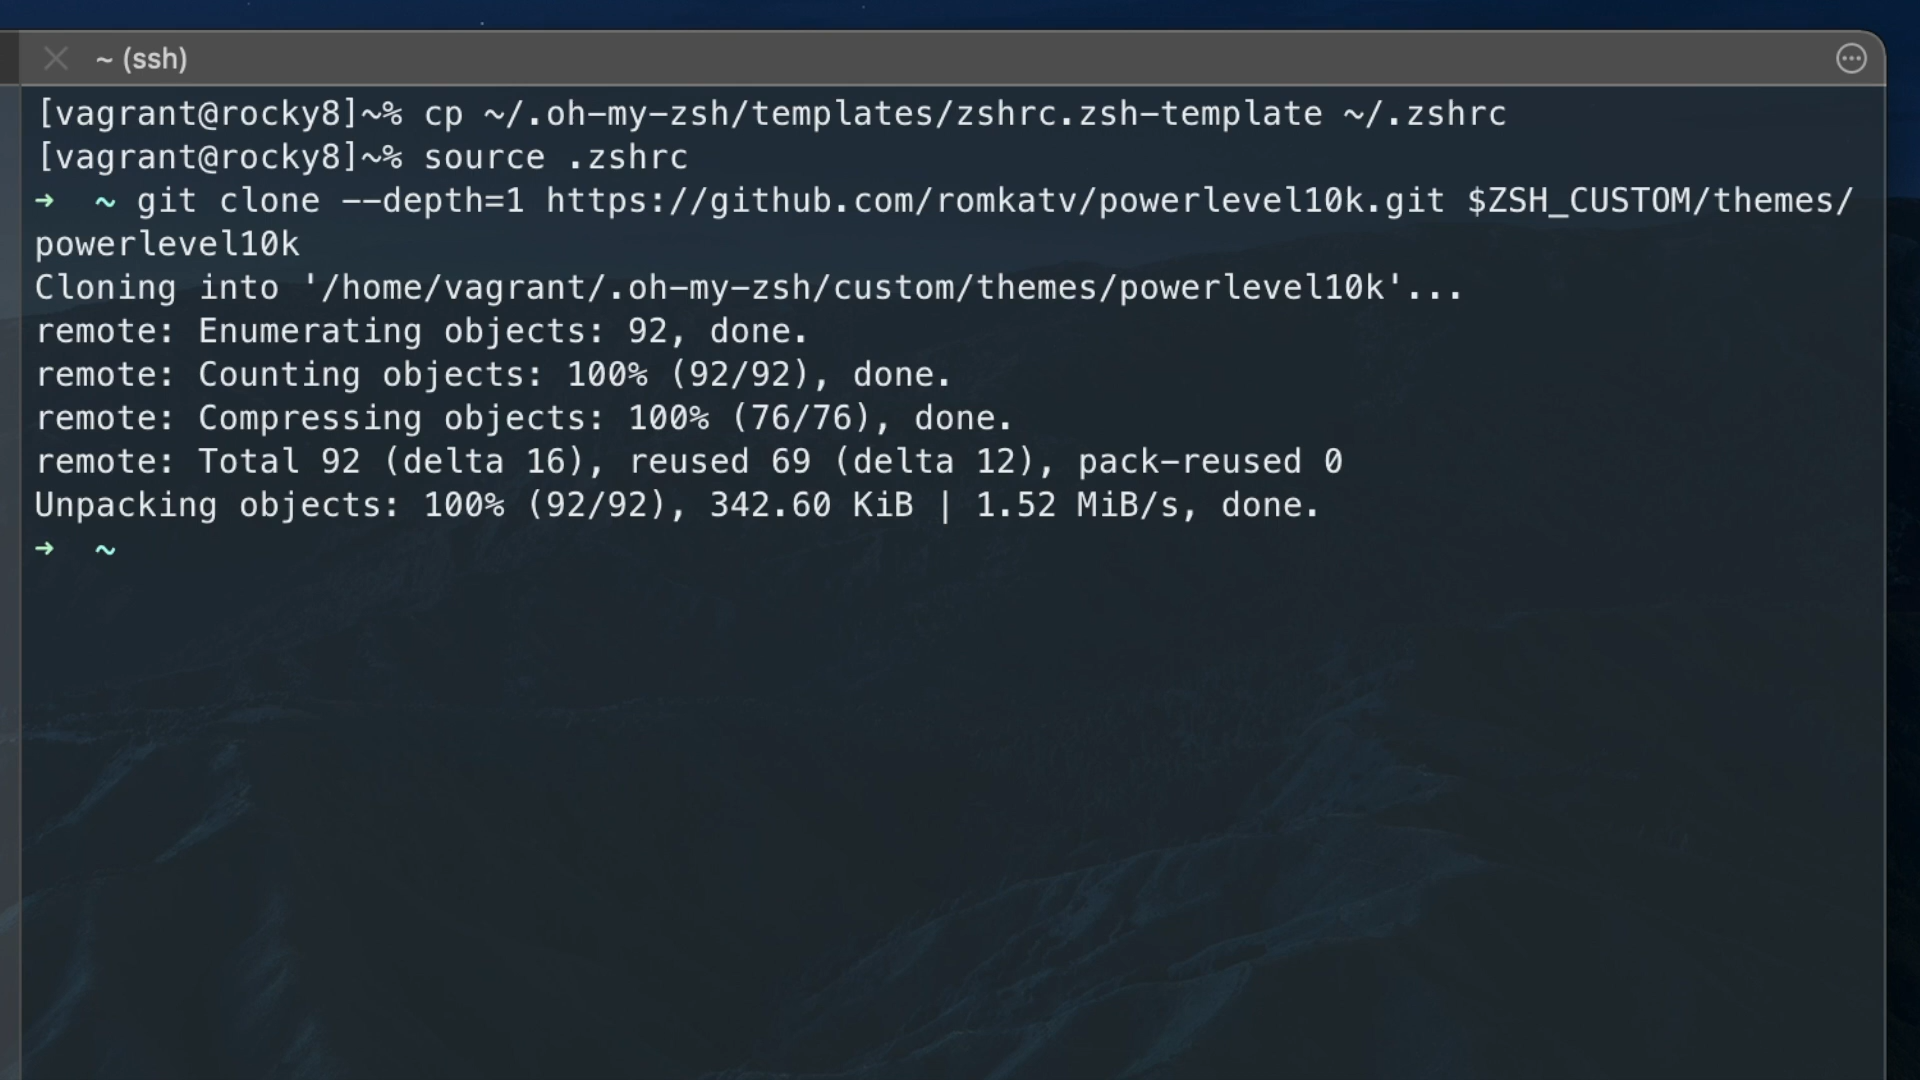 ~ (ssh)
[vagrant@rocky8]~% cp ~/.oh-my-zsh/templates/zshrc.zsh-template ~/.zshrc
[vagrant@rocky8]~% source .zshrc
➜  ~ git clone --depth=1 https://github.com/romkatv/powerlevel10k.git $ZSH_CUSTOM/themes/
powerlevel10k
Cloning into '/home/vagrant/.oh-my-zsh/custom/themes/powerlevel10k'...
remote: Enumerating objects: 92, done.
remote: Counting objects: 100% (92/92), done.
remote: Compressing objects: 100% (76/76), done.
remote: Total 92 (delta 16), reused 69 (delta 12), pack-reused 0
Unpacking objects: 100% (92/92), 342.60 KiB | 1.52 MiB/s, done.
➜  ~